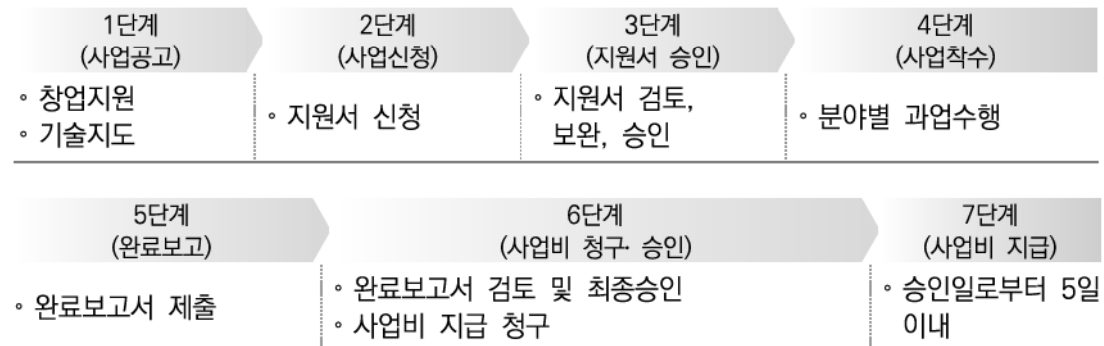 1단계
(사업공고)
2단계
(사업신청)
3단계
(지원서 승인)
4단계
(사업착수)
◦ 창업지원
◦ 기술지도
◦ 지원서 신청
◦ 지원서 검토,
보완, 승인
◦ 분야별 과업수행
5단계
(완료보고)
6단계
(사업비 청구· 승인)
7단계
(사업비 지급)
◦ 완료보고서 제출
◦ 완료보고서 검토 및 최종승인
◦ 사업비 지급 청구
◦ 승인일로부터 5일
이내